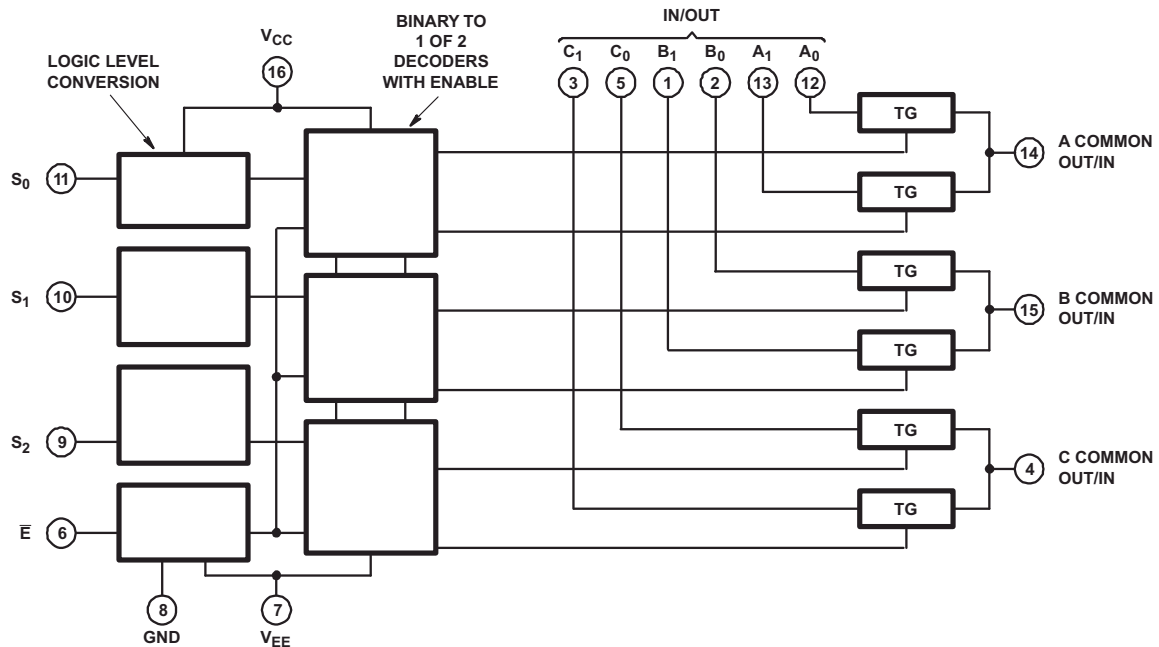 IN/OUT
BINARY TO
1 OF 2
DECODERS
WITH ENABLE
VCC
16
LOGIC LEVEL
CONVERSION
C1 C0 B1 B0 A1 A0
3 5 1 2 13 12
TG
A COMMON
OUT/IN
14
S0 11
TG
TG
S1 10
B COMMON
OUT/IN
15
TG
TG
S2 9
C COMMON
OUT/IN
4
TG
E̅ 6
8
GND
7
VEE